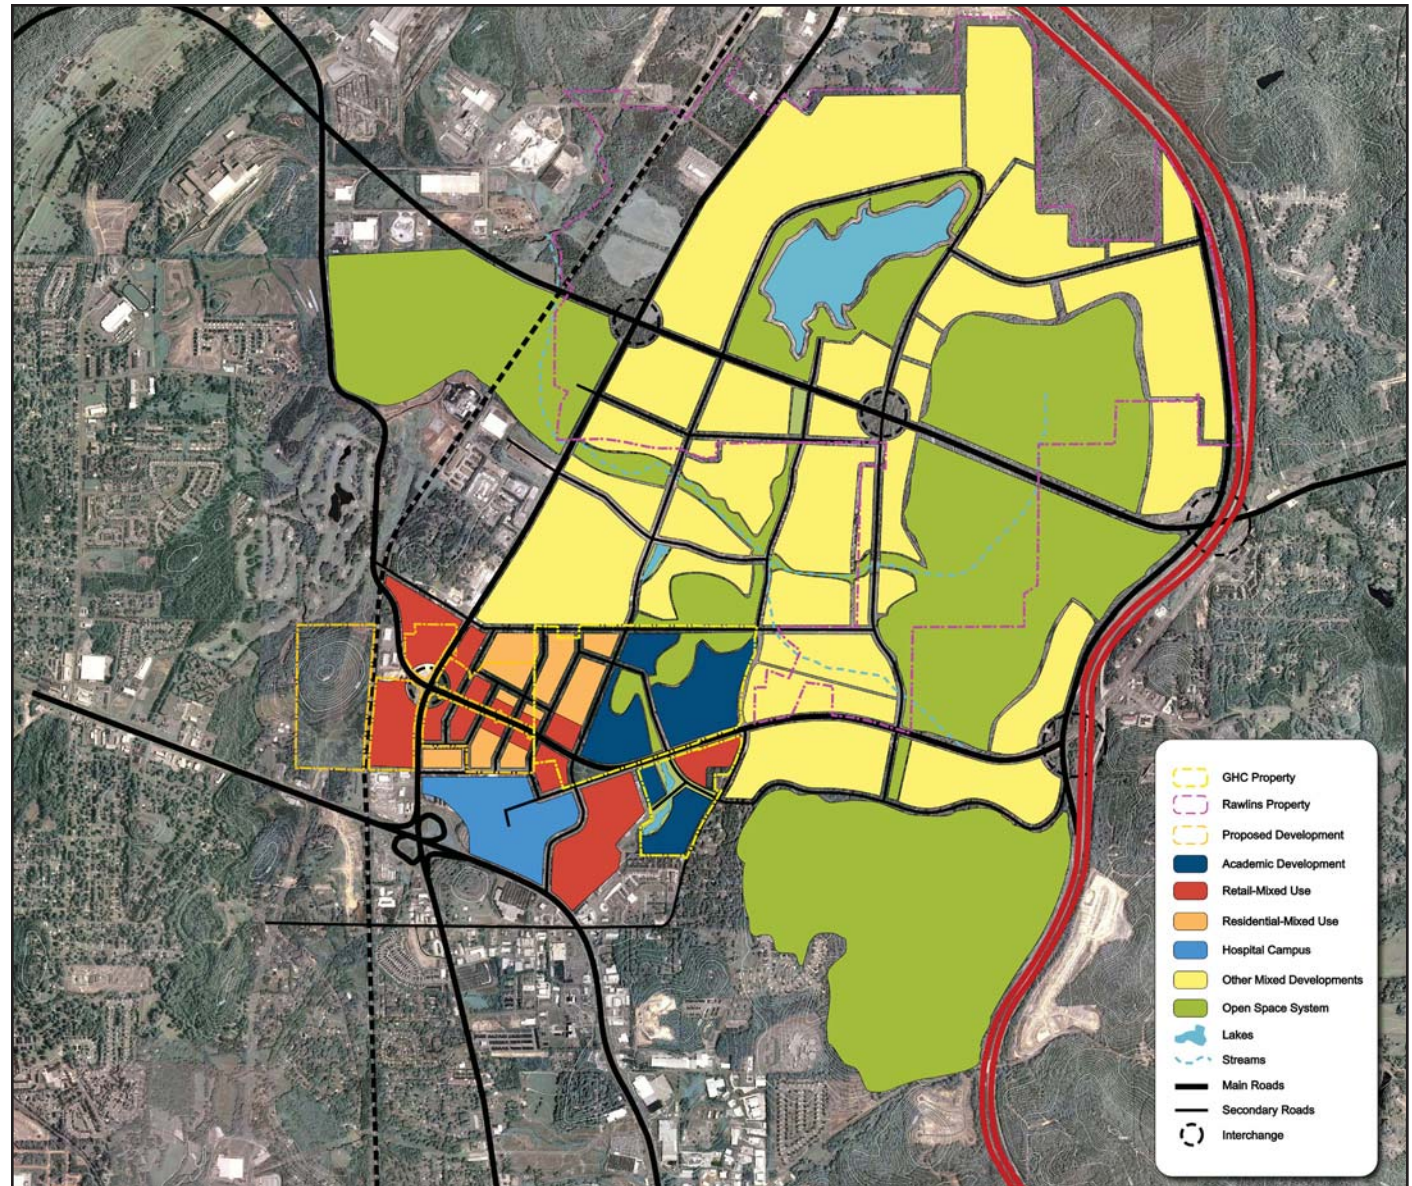 GHC Property
Rawlins Property
Proposed Development
Academic Development
Retail-Mixed Use
Residential-Mixed Use
Hospital Campus
Other Mixed Developments
Open Space System
Lakes
Streams
Main Roads
Secondary Roads
Interchange